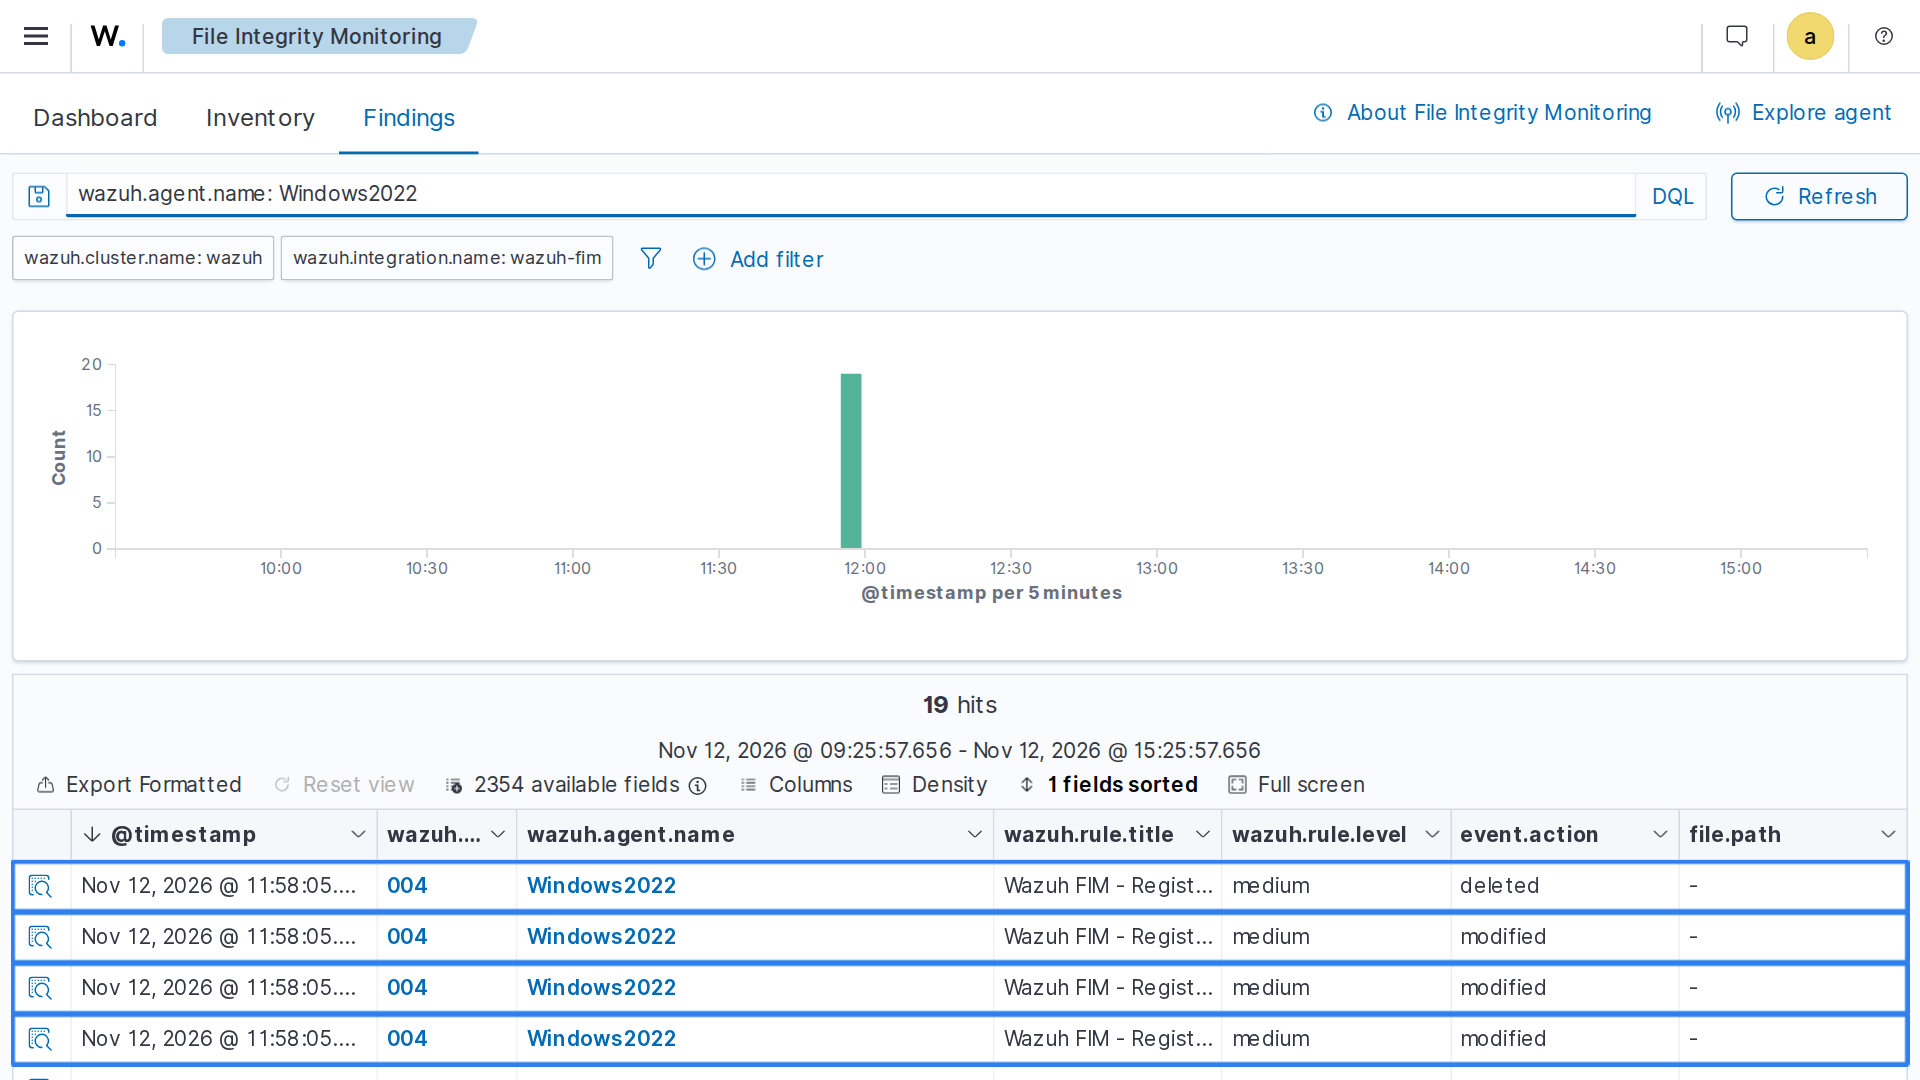 W.
File Integrity Monitoring
a
Dashboard
Inventory
Findings
About File Integrity Monitoring
Explore agent
wazuh.agent.name: Windows2022
DQL
Refresh
wazuh.cluster.name: wazuh
wazuh.integration.name: wazuh-fim
Add filter
20
15
10
5
0
Count
10:00
10:30
11:00
11:30
12:00
12:30
13:00
13:30
14:00
14:30
15:00
@timestamp per 5 minutes
19 hits
Nov 12, 2026 @ 09:25:57.656 - Nov 12, 2026 @ 15:25:57.656
Export Formatted
Reset view
2354 available fields
Columns
Density
1 fields sorted
Full screen
@timestamp wazuh.... wazuh.agent.name wazuh.rule.title wazuh.rule.level event.action file.path
Nov 12, 2026 @ 11:58:05.... 004 Windows2022 Wazuh FIM - Regist... medium deleted -
Nov 12, 2026 @ 11:58:05.... 004 Windows2022 Wazuh FIM - Regist... medium modified -
Nov 12, 2026 @ 11:58:05.... 004 Windows2022 Wazuh FIM - Regist... medium modified -
Nov 12, 2026 @ 11:58:05.... 004 Windows2022 Wazuh FIM - Regist... medium modified -